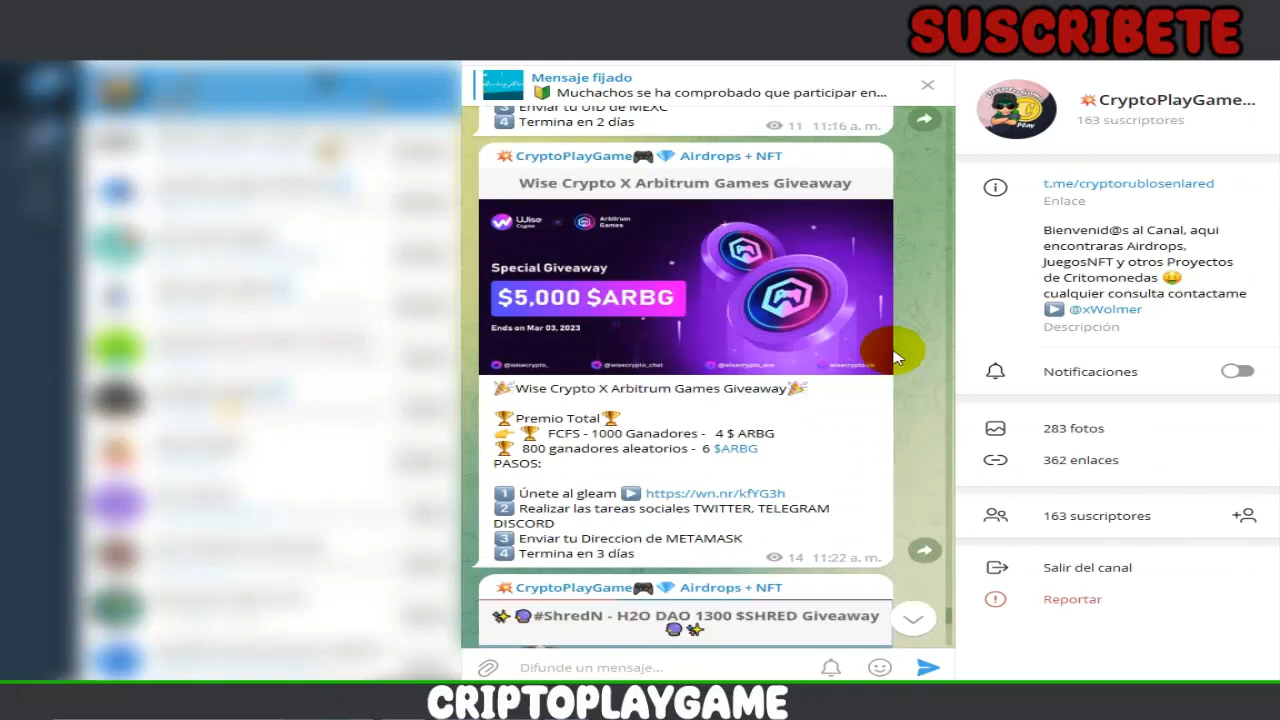 SUSCRIBETE
Mensaje fijado
🔰 Muchachos se ha comprobado que participar en...
3 Enviar tu UID de MEXC
4 Termina en 2 días
11 11:16 a. m.
💥CryptoPlayGame🎮💎 Airdrops + NFT
Wise Crypto X Arbitrum Games Giveaway
Wise Crypto
Arbitrum Games
Special Giveaway
$5,000 $ARBG
Ends on Mar 03, 2023
@wisecrypto_
@wisecrypto_chat
🎉Wise Crypto X Arbitrum Games Giveaway🎉
🏆Premio Total🏆
👉 🏆 FCFS - 1000 Ganadores - 4 $ ARBG
🏆 800 ganadores aleatorios - 6 $ARBG
PASOS:
1 Únete al gleam ▶ https://wn.nr/kfYG3h
2 Realizar las tareas sociales TWITTER, TELEGRAM
DISCORD
3 Enviar tu Direccion de METAMASK
4 Termina en 3 días
14 11:22 a. m.
💥CryptoPlayGame🎮💎 Airdrops + NFT
✨🔮#ShredN - H2O DAO 1300 $SHRED Giveaway
🔮✨
Difunde un mensaje...
💥CryptoPlayGame...
163 suscriptores
t.me/cryptorublosenlared
Enlace
Bienvenid@s al Canal, aqui
encontraras Airdrops,
JuegosNFT y otros Proyectos
de Critomonedas 🤑
cualquier consulta contactame
▶ @xWolmer
Descripción
Notificaciones
283 fotos
362 enlaces
163 suscriptores
Salir del canal
Reportar
CRIPTOPLAYGAME